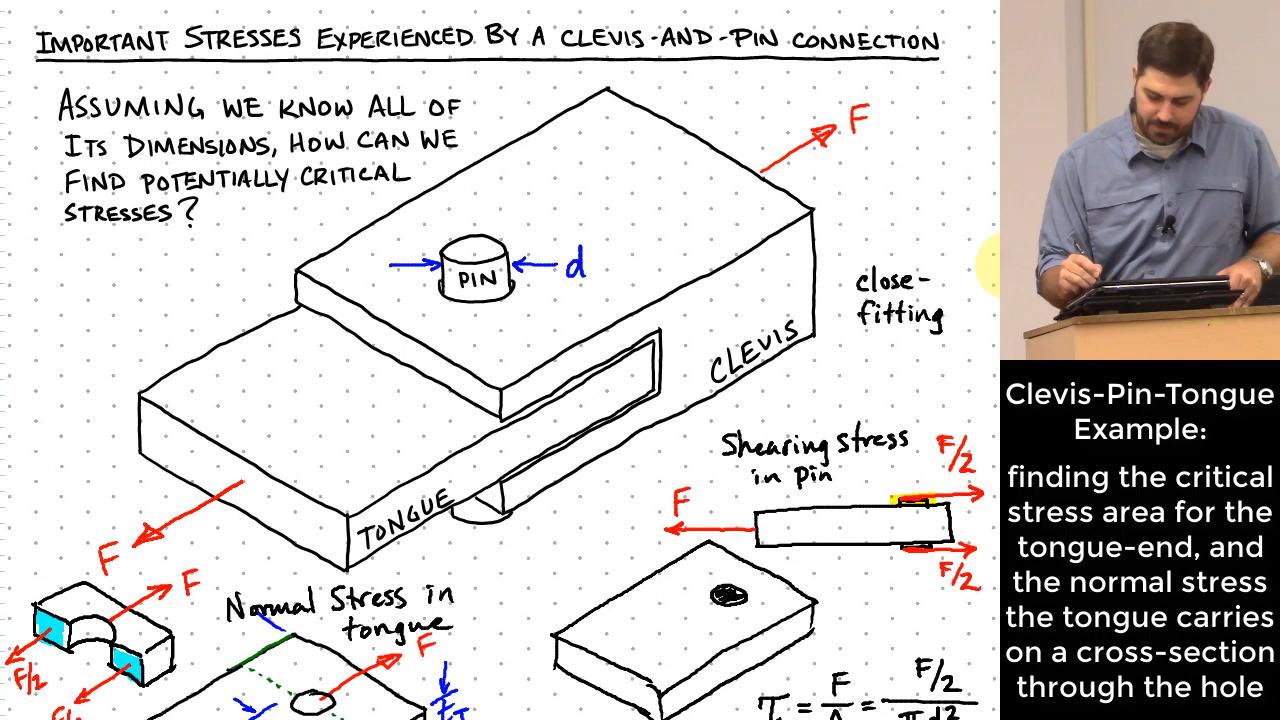 IMPORTANT STRESSES EXPERIENCED BY A CLEVIS-AND-PIN CONNECTION
ASSUMING WE KNOW ALL OF
ITS DIMENSIONS, HOW CAN WE
FIND POTENTIALLY CRITICAL
STRESSES?
F
PIN
d
close-
fitting
CLEVIS
TONGUE
F
Shearing stress
in pin
F/2
F
F/2
F
F/2
Normal Stress in
tongue
F
τ = F/A = F/2
πd²
Clevis-Pin-Tongue
Example:
finding the critical
stress area for the
tongue-end, and
the normal stress
the tongue carries
on a cross-section
through the hole